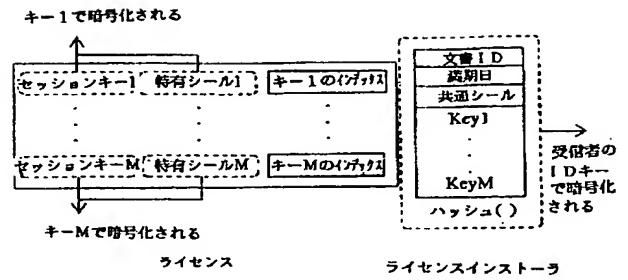 キー1で暗号化される
セッションキー1 特有シール1 キー1のインデックス
セッションキーM 特有シールM キーMのインデックス
キーMで暗号化される
ライセンス
文書ID
満期日
共通シール
Key1
KeyM
ハッシュ()
受信者の
IDキー
で暗号化
される
ライセンスインストーラ